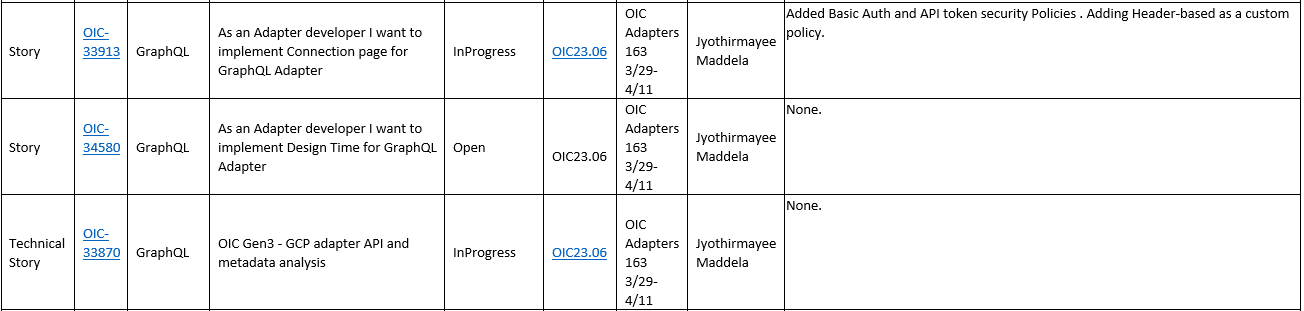 Story
OIC-
33913
GraphQL
As an Adapter developer I want to
implement Connection page for
GraphQL Adapter
InProgress
OIC23.06
OIC
Adapters
163
3/29-
4/11
Jyothirmayee
Maddela
Added Basic Auth and API token security Policies . Adding Header-based as a custom
policy.
Story
OIC-
34580
GraphQL
As an Adapter developer I want to
implement Design Time for GraphQL
Adapter
Open
OIC23.06
OIC
Adapters
163
3/29-
4/11
Jyothirmayee
Maddela
None.
Technical
Story
OIC-
33870
GraphQL
OIC Gen3 - GCP adapter API and
metadata analysis
InProgress
OIC23.06
OIC
Adapters
163
3/29-
4/11
Jyothirmayee
Maddela
None.